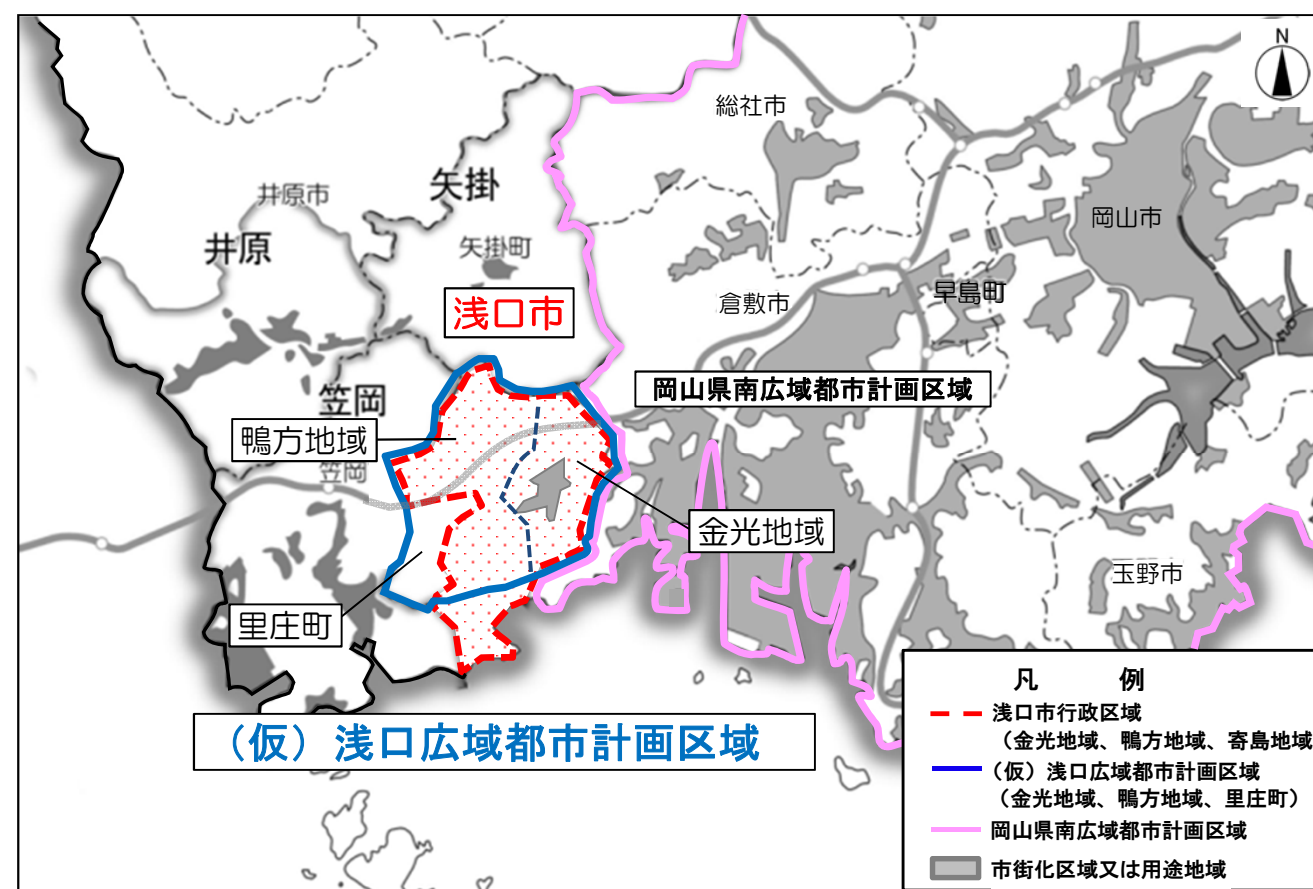 N
総社市
矢掛
井原市
岡山市
井原
矢掛町
早島町
倉敷市
浅口市
岡山県南広域都市計画区域
笠岡
鴨方地域
笠岡
金光地域
玉野市
里庄町
（仮）浅口広域都市計画区域
凡　例
浅口市行政区域
（金光地域、鴨方地域、寄島地域
（仮）浅口広域都市計画区域
（金光地域、鴨方地域、里庄町）
岡山県南広域都市計画区域
市街化区域又は用途地域